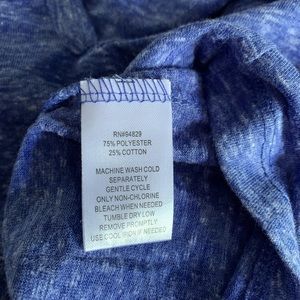 RN#94829
75% POLYESTER
25% COTTON
MACHINE WASH COLD
SEPARATELY
GENTLE CYCLE
ONLY NON-CHLORINE
BLEACH WHEN NEEDED
TUMBLE DRY LOW
REMOVE PROMPTLY
USE COOL IRON IF NEEDED